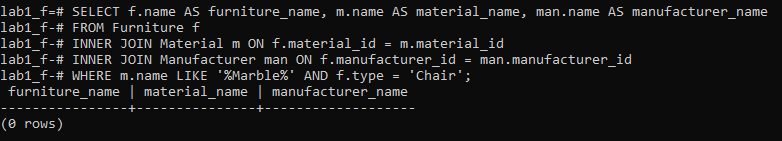 lab1_f-# SELECT f.name AS furniture_name, m.name AS material_name, man.name AS manufacturer_name
lab1_f-# FROM Furniture f
lab1_f-# INNER JOIN Material m ON f.material_id = m.material_id
lab1_f-# INNER JOIN Manufacturer man ON f.manufacturer_id = man.manufacturer_id
lab1_f-# WHERE m.name LIKE '%Marble%' AND f.type = 'Chair';
 furniture_name | material_name | manufacturer_name
----------------+---------------+-------------------
(0 rows)